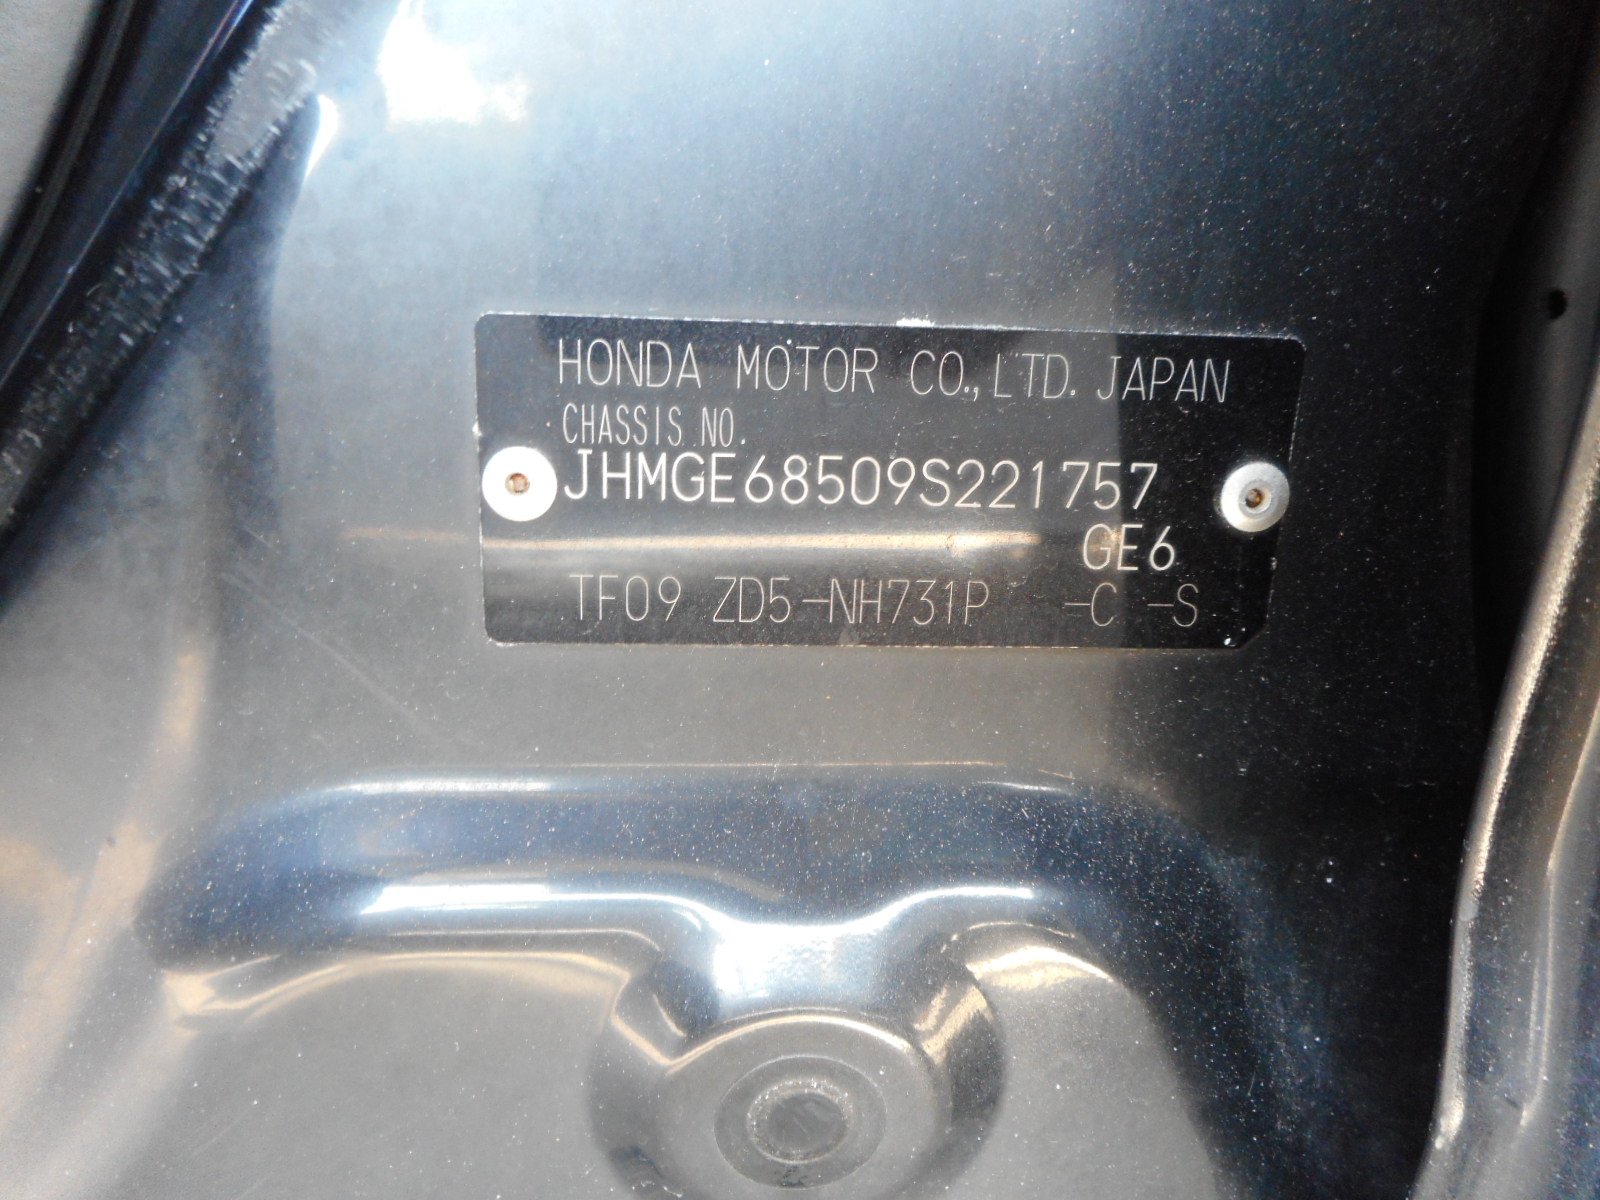 HONDA MOTOR CO.,LTD. JAPAN
CHASSIS NO.
JHMGE68509S221757
GE6
TF09 ZD5-NH731P -C -S